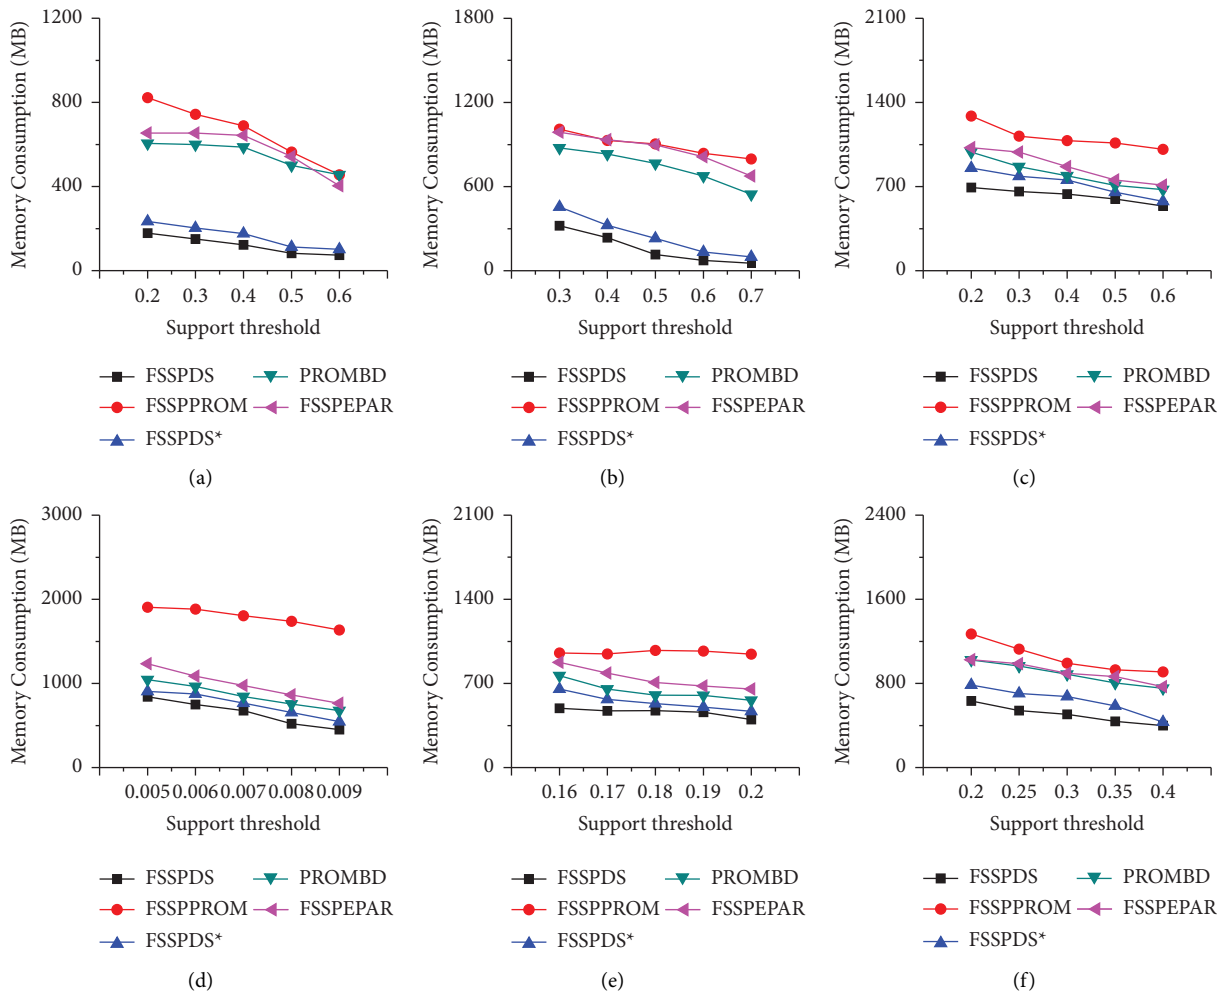 Memory Consumption (MB)
1200
800
400
0
0.2 0.3 0.4 0.5 0.6
Support threshold
FSSPDS PROMBD
FSSPPROM FSSPEPAR
FSSPDS*
(a)
Memory Consumption (MB)
1800
1200
600
0
0.3 0.4 0.5 0.6 0.7
Support threshold
FSSPDS PROMBD
FSSPPROM FSSPEPAR
FSSPDS*
(b)
Memory Consumption (MB)
2100
1400
700
0
0.2 0.3 0.4 0.5 0.6
Support threshold
FSSPDS PROMBD
FSSPPROM FSSPEPAR
FSSPDS*
(c)
Memory Consumption (MB)
3000
2000
1000
0
0.005 0.006 0.007 0.008 0.009
Support threshold
FSSPDS PROMBD
FSSPPROM FSSPEPAR
FSSPDS*
(d)
Memory Consumption (MB)
2100
1400
700
0
0.16 0.17 0.18 0.19 0.2
Support threshold
FSSPDS PROMBD
FSSPPROM FSSPEPAR
FSSPDS*
(e)
Memory Consumption (MB)
2400
1600
800
0
0.2 0.25 0.3 0.35 0.4
Support threshold
FSSPDS PROMBD
FSSPPROM FSSPEPAR
FSSPDS*
(f)